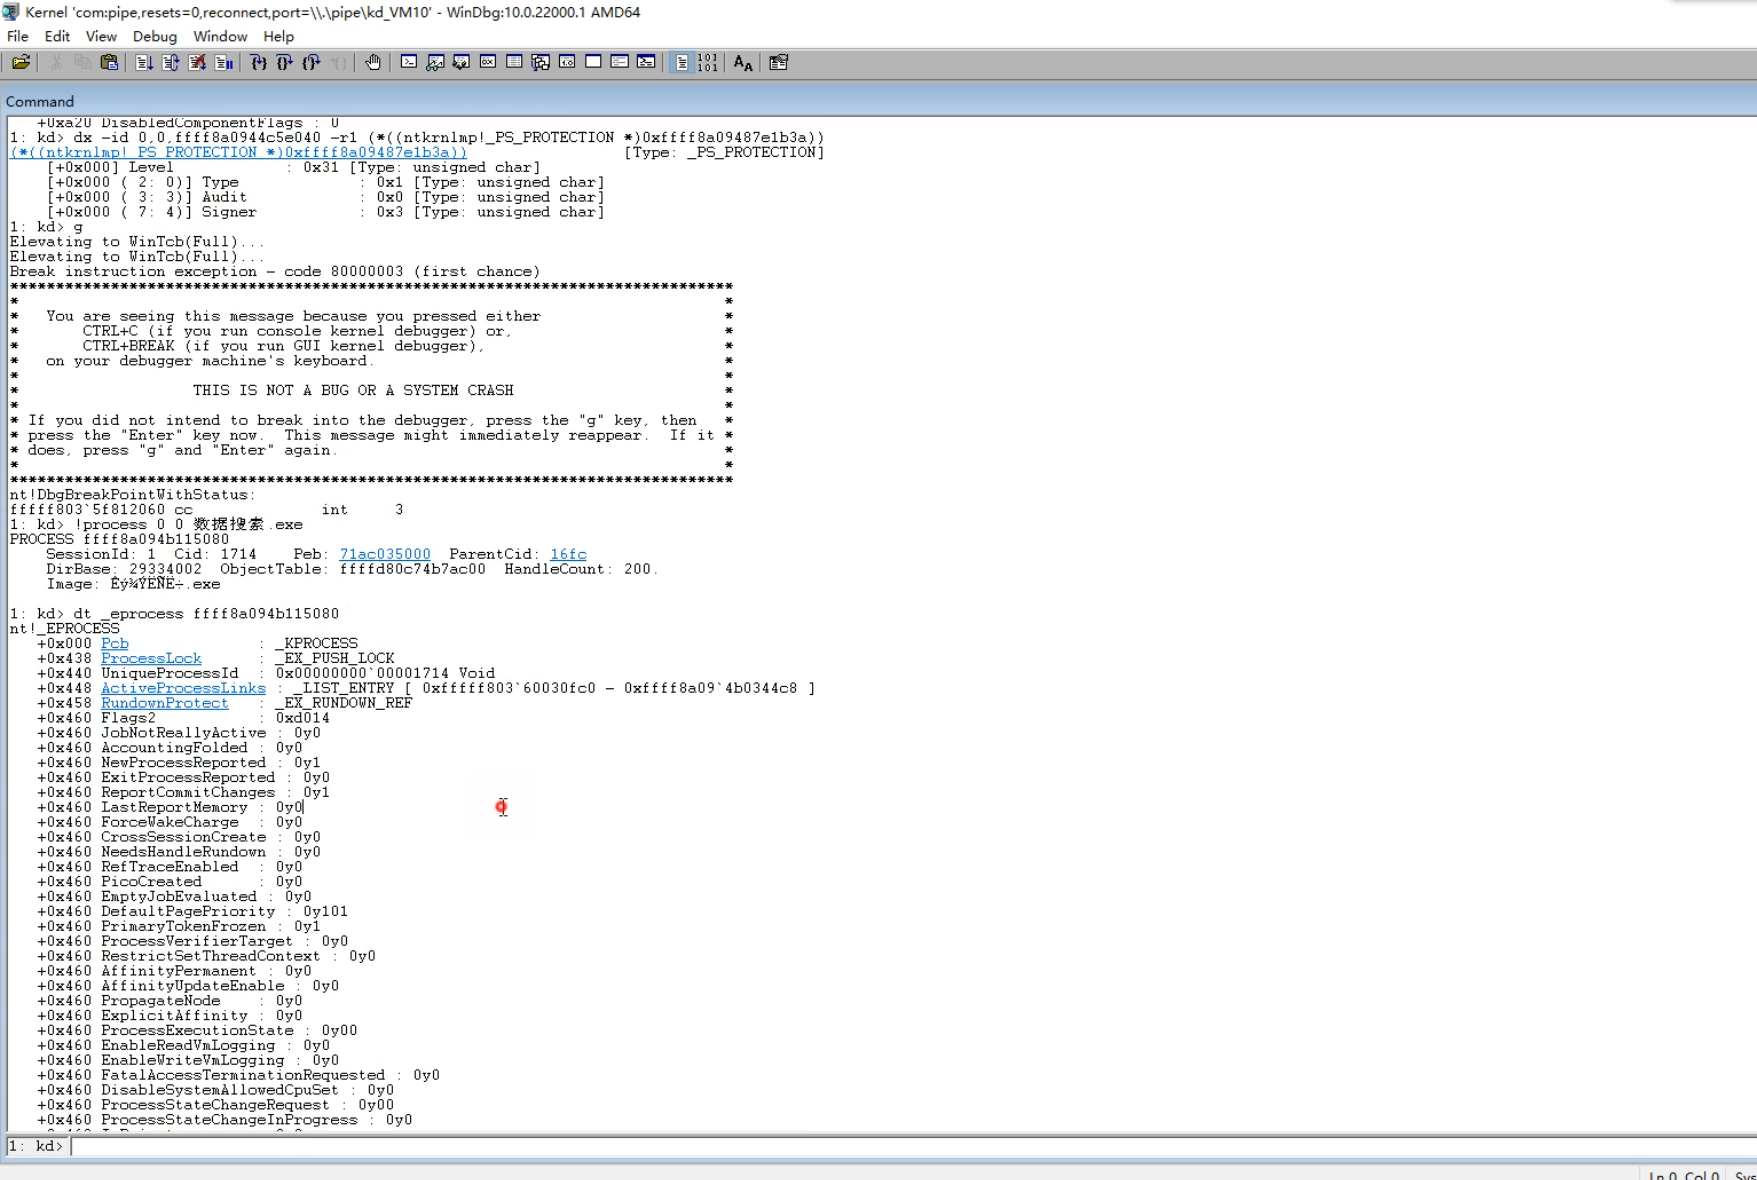 Kernel 'com:pipe,resets=0,reconnect,port=\\.\pipe\kd_VM10' - WinDbg:10.0.22000.1 AMD64
File Edit View Debug Window Help
Command
+0xa20 DisabledComponentFlags : 0
1: kd> dx -id 0,0,ffff8a0944c5e040 -r1 (*((ntkrnlmp!_PS_PROTECTION *)0xffff8a09487e1b3a))
(*((ntkrnlmp!_PS_PROTECTION *)0xffff8a09487e1b3a)) [Type: _PS_PROTECTION]
[+0x000] Level : 0x31 [Type: unsigned char]
[+0x000 ( 2: 0)] Type : 0x1 [Type: unsigned char]
[+0x000 ( 3: 3)] Audit : 0x0 [Type: unsigned char]
[+0x000 ( 7: 4)] Signer : 0x3 [Type: unsigned char]
1: kd> g
Elevating to WinTcb(Full)...
Elevating to WinTcb(Full)...
Break instruction exception - code 80000003 (first chance)
*******************************************************************************
* *
* You are seeing this message because you pressed either *
* CTRL+C (if you run console kernel debugger) or, *
* CTRL+BREAK (if you run GUI kernel debugger), *
* on your debugger machine's keyboard. *
* *
* THIS IS NOT A BUG OR A SYSTEM CRASH *
* *
* If you did not intend to break into the debugger, press the "g" key, then *
* press the "Enter" key now. This message might immediately reappear. If it *
* does, press "g" and "Enter" again. *
* *
*******************************************************************************
nt!DbgBreakPointWithStatus:
fffff803`5f812060 cc int 3
1: kd> !process 0 0 数据搜索.exe
PROCESS ffff8a094b115080
SessionId: 1 Cid: 1714 Peb: 71ac035000 ParentCid: 16fc
DirBase: 29334002 ObjectTable: ffffd80c74b7ac00 HandleCount: 200.
Image: Êý¾ÝËÑË÷.exe
1: kd> dt _eprocess ffff8a094b115080
nt!_EPROCESS
+0x000 Pcb : _KPROCESS
+0x438 ProcessLock : _EX_PUSH_LOCK
+0x440 UniqueProcessId : 0x00000000`00001714 Void
+0x448 ActiveProcessLinks : _LIST_ENTRY [ 0xfffff803`60030fc0 - 0xffff8a09`4b0344c8 ]
+0x458 RundownProtect : _EX_RUNDOWN_REF
+0x460 Flags2 : 0xd014
+0x460 JobNotReallyActive : 0y0
+0x460 AccountingFolded : 0y0
+0x460 NewProcessReported : 0y1
+0x460 ExitProcessReported : 0y0
+0x460 ReportCommitChanges : 0y1
+0x460 LastReportMemory : 0y0
+0x460 ForceWakeCharge : 0y0
+0x460 CrossSessionCreate : 0y0
+0x460 NeedsHandleRundown : 0y0
+0x460 RefTraceEnabled : 0y0
+0x460 PicoCreated : 0y0
+0x460 EmptyJobEvaluated : 0y0
+0x460 DefaultPagePriority : 0y101
+0x460 PrimaryTokenFrozen : 0y1
+0x460 ProcessVerifierTarget : 0y0
+0x460 RestrictSetThreadContext : 0y0
+0x460 AffinityPermanent : 0y0
+0x460 AffinityUpdateEnable : 0y0
+0x460 PropagateNode : 0y0
+0x460 ExplicitAffinity : 0y0
+0x460 ProcessExecutionState : 0y00
+0x460 EnableReadVmLogging : 0y0
+0x460 EnableWriteVmLogging : 0y0
+0x460 FatalAccessTerminationRequested : 0y0
+0x460 DisableSystemAllowedCpuSet : 0y0
+0x460 ProcessStateChangeRequest : 0y00
+0x460 ProcessStateChangeInProgress : 0y0
1: kd>
Ln 0, Col 0 Sys